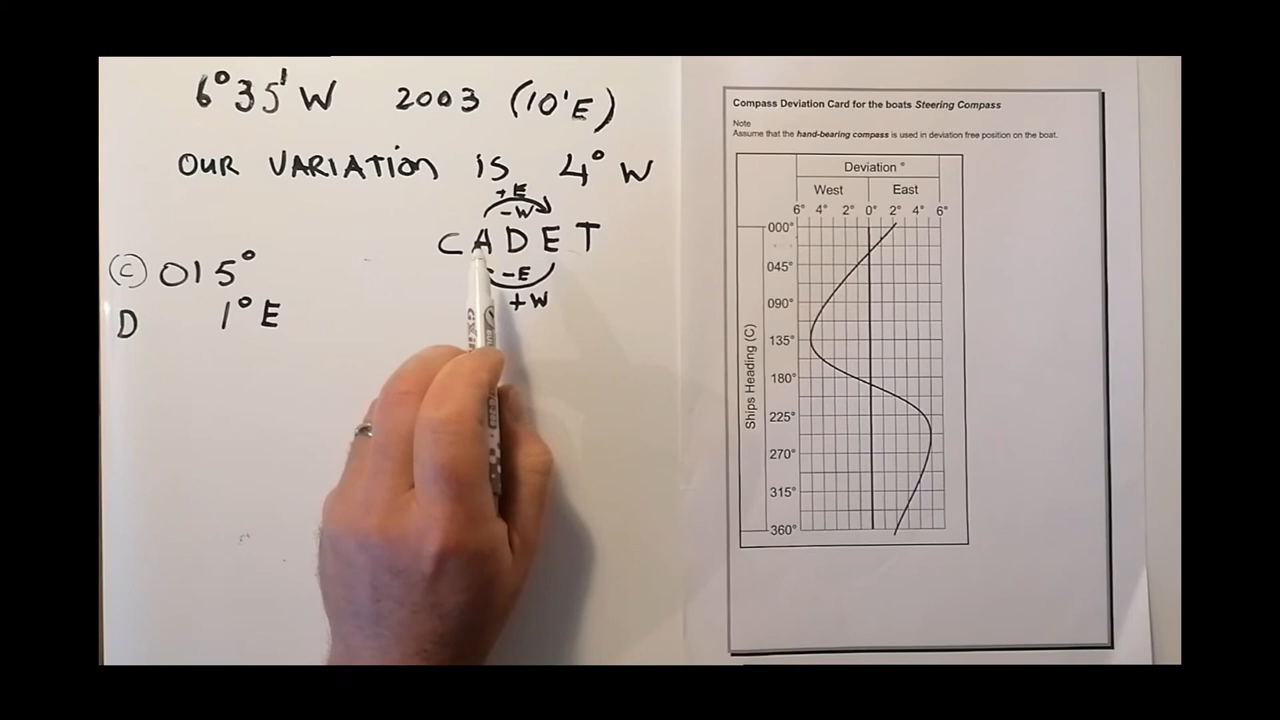 6°35'W 2003 (10'E)
OUR VARIATION IS 4° W
+E
-W
CADET
-E
+W
C 015°
D 1° E
Compass Deviation Card for the boats Steering Compass
Note
Assume that the hand-bearing compass is used in deviation free position on the boat.
Deviation °
West East
6° 4° 2° 0° 2° 4° 6°
Ships Heading (C)
000°
045°
090°
135°
180°
225°
270°
315°
360°